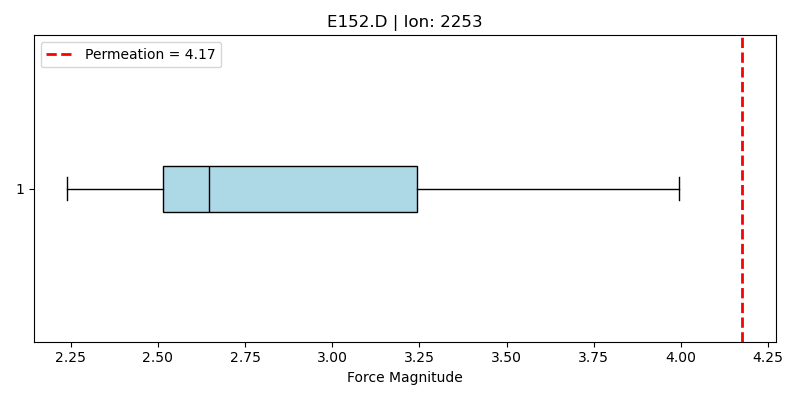 E152.D | Ion: 2253
Permeation = 4.17
1
2.25 2.50 2.75 3.00 3.25 3.50 3.75 4.00 4.25
Force Magnitude